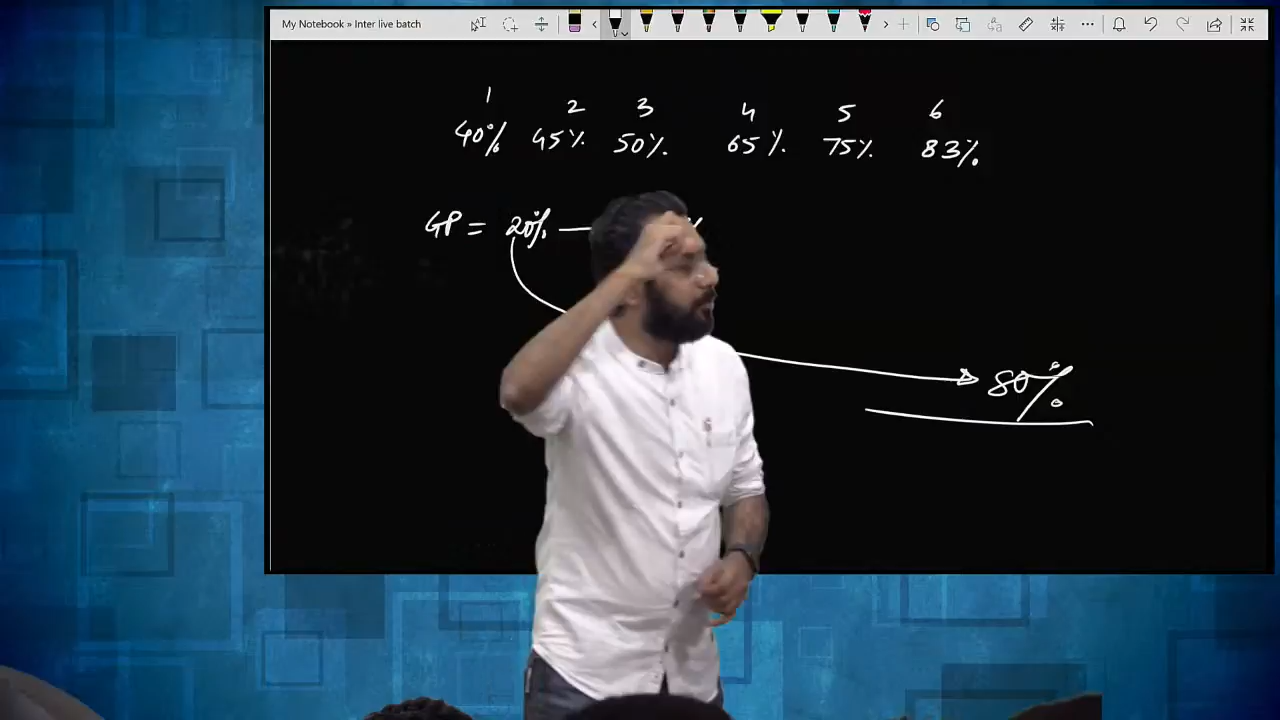 My Notebook » Inter live batch
1 2 3 4 5 6
40% 45% 50% 65% 75% 83%
GP = 20% —
80%